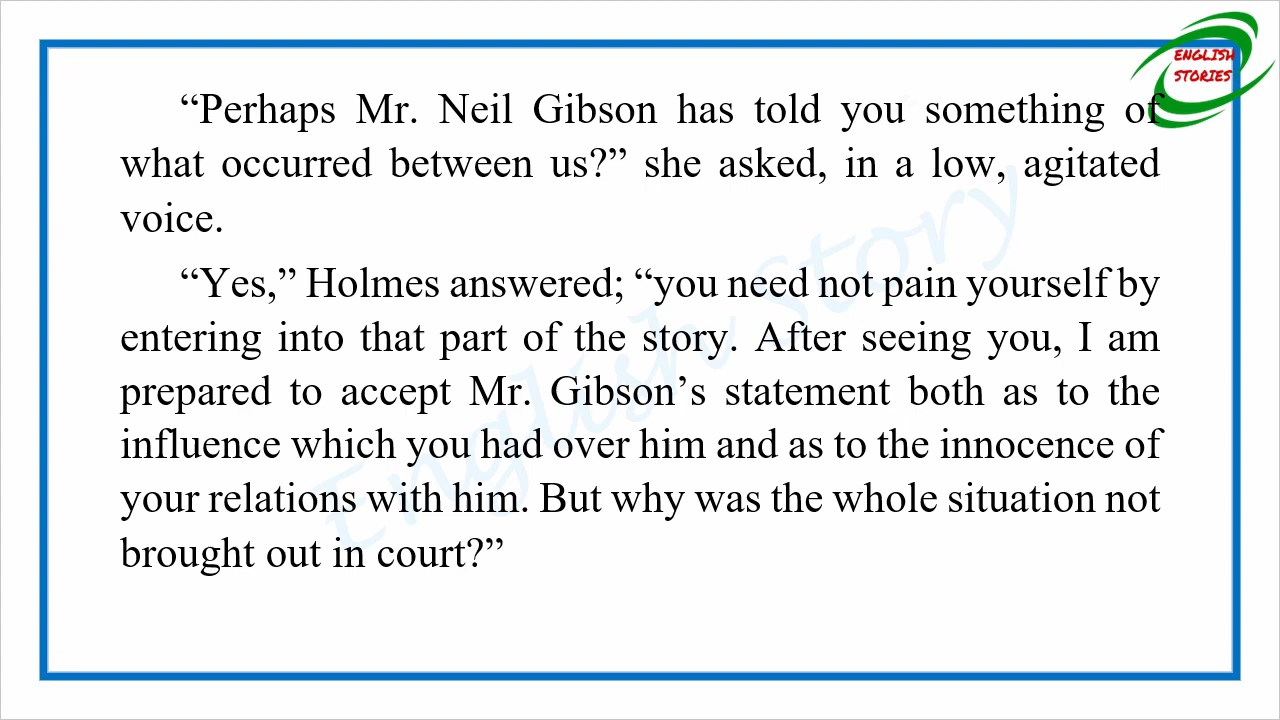 ENGLISH
STORIES
“Perhaps Mr. Neil Gibson has told you something of
what occurred between us?” she asked, in a low, agitated
voice.
“Yes,” Holmes answered; “you need not pain yourself by
entering into that part of the story. After seeing you, I am
prepared to accept Mr. Gibson’s statement both as to the
influence which you had over him and as to the innocence of
your relations with him. But why was the whole situation not
brought out in court?”
English Story